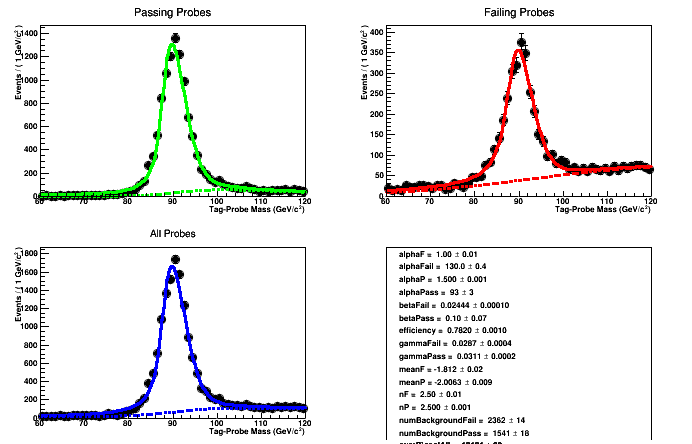 Passing Probes
Events / ( 1 GeV/c² )
1400
1200
1000
800
600
400
200
0
60 70 80 90 100 110 120
Tag-Probe Mass (GeV/c²)
Failing Probes
Events / ( 1 GeV/c² )
400
350
300
250
200
150
100
50
0
60 70 80 90 100 110 120
Tag-Probe Mass (GeV/c²)
All Probes
Events / ( 1 GeV/c² )
1800
1600
1400
1200
1000
800
600
400
200
0
60 70 80 90 100 110 120
Tag-Probe Mass (GeV/c²)
alphaF = 1.00 ± 0.01
alphaFail = 130.0 ± 0.4
alphaP = 1.500 ± 0.001
alphaPass = 93 ± 3
betaFail = 0.02444 ± 0.00010
betaPass = 0.10 ± 0.07
efficiency = 0.7820 ± 0.0010
gammaFail = 0.0287 ± 0.0004
gammaPass = 0.0311 ± 0.0002
meanF = -1.812 ± 0.02
meanP = -2.0063 ± 0.009
nF = 2.50 ± 0.01
nP = 2.500 ± 0.001
numBackgroundFail = 2362 ± 14
numBackgroundPass = 1541 ± 18